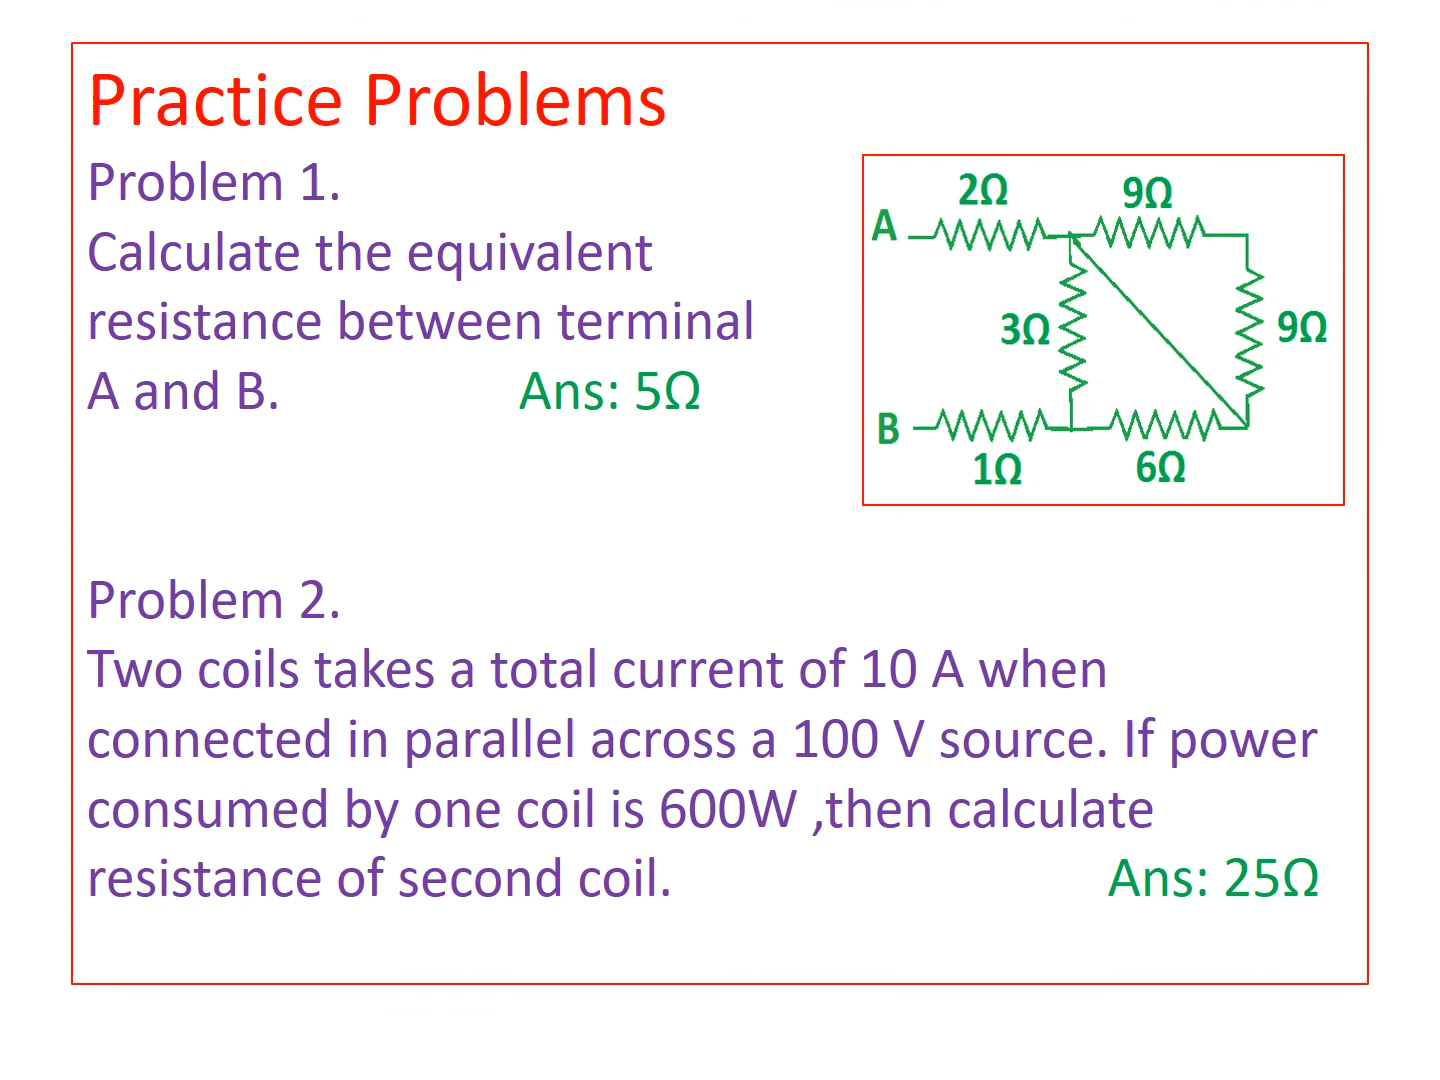 Practice Problems
Problem 1.
Calculate the equivalent
resistance between terminal
A and B. Ans: 5Ω
2Ω 9Ω
A
3Ω 9Ω
B
1Ω 6Ω
Problem 2.
Two coils takes a total current of 10 A when
connected in parallel across a 100 V source. If power
consumed by one coil is 600W ,then calculate
resistance of second coil. Ans: 25Ω